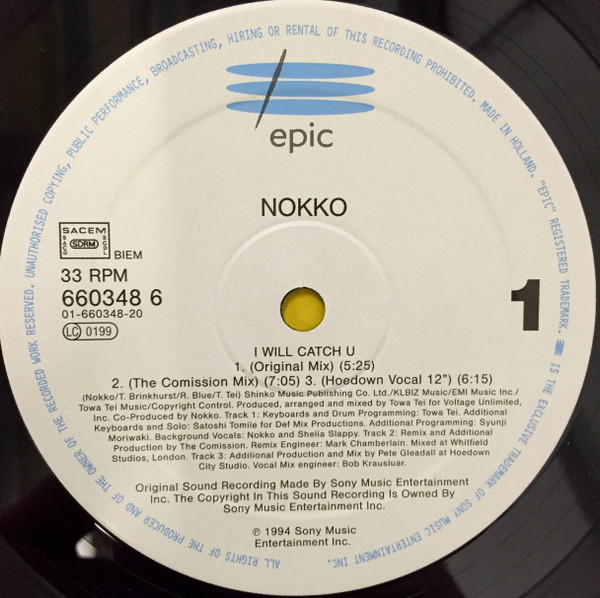 epic
NOKKO
SACEM
SACD SDRM SCDL
BIEM
33 RPM
660348 6
01-660348-20
LC 0199
1
I WILL CATCH U
1. (Original Mix) (5:25)
2. (The Comission Mix) (7:05) 3. (Hoedown Vocal 12") (6:15)
(Nokko/T. Brinkhurst/R. Blue/T. Tei) Shinko Music Publishing Co. Ltd./KLBIZ Music/EMI Music Inc./
Towa Tei Music/Copyright Control. Produced, arranged and mixed by Towa Tei for Voltage Unlimited,
Inc. Co-Produced by Nokko. Track 1: Keyboards and Drum Programming: Towa Tei. Additional
Keyboards and Solo: Satoshi Tomiie for Def Mix Productions. Additional Programming: Syunji
Moriwaki. Background Vocals: Nokko and Shelia Slappy. Track 2: Remix and Additional
Production by The Comission. Remix Engineer: Mark Chamberlain. Mixed at Whitfield
Studios, London. Track 3: Additional Production and Mix by Pete Gleadall at Hoedown
City Studio. Vocal Mix engineer: Bob Krausluar.
Original Sound Recording Made By Sony Music Entertainment
Inc. The Copyright In This Sound Recording Is Owned By
Sony Music Entertainment Inc.
℗ 1994 Sony Music
Entertainment Inc.
ALL RIGHTS OF THE PRODUCER AND OF THE OWNER OF THE RECORDED WORK RESERVED. UNAUTHORISED COPYING, PUBLIC PERFORMANCE, BROADCASTING, HIRING OR RENTAL OF THIS RECORDING PROHIBITED. MADE IN HOLLAND. "EPIC" REGISTERED TRADEMARK. IS THE EXCLUSIVE TRADEMARK OF SONY MUSIC ENTERTAINMENT INC.